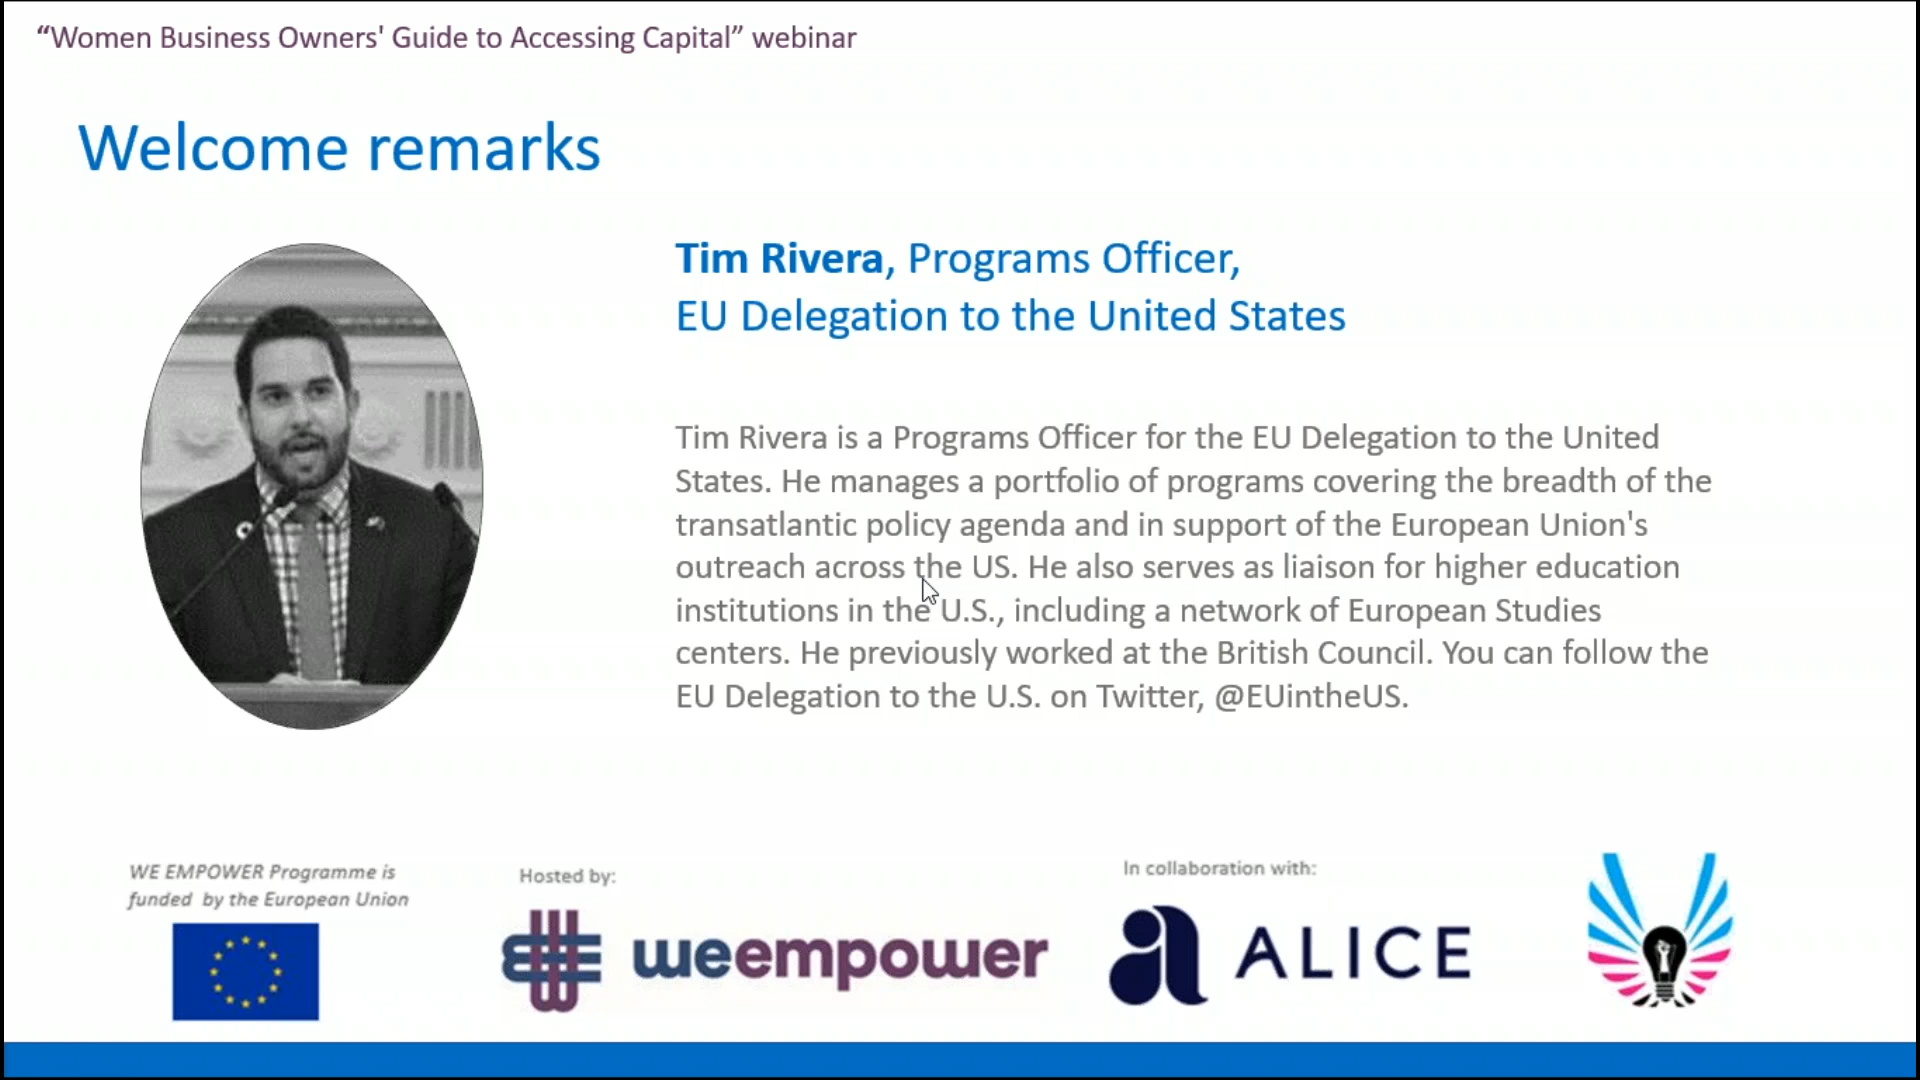 “Women Business Owners' Guide to Accessing Capital” webinar
Welcome remarks
Tim Rivera, Programs Officer,
EU Delegation to the United States
Tim Rivera is a Programs Officer for the EU Delegation to the United
States. He manages a portfolio of programs covering the breadth of the
transatlantic policy agenda and in support of the European Union's
outreach across the US. He also serves as liaison for higher education
institutions in the U.S., including a network of European Studies
centers. He previously worked at the British Council. You can follow the
EU Delegation to the U.S. on Twitter, @EUintheUS.
WE EMPOWER Programme is
funded by the European Union
Hosted by:
weempower
In collaboration with:
a ALICE